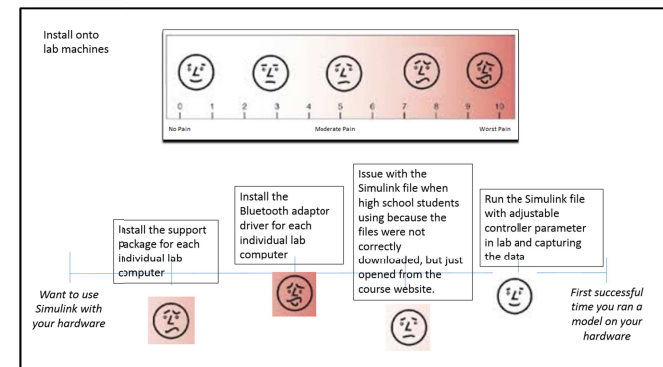 Install onto
lab machines
0 1 2 3 4 5 6 7 8 9 10
No Pain Moderate Pain Worst Pain
Install the support
package for each
individual lab
computer
Install the
Bluetooth adaptor
driver for each
individual lab
computer
Issue with the
Simulink file when
high school students
using because the
files were not
correctly
downloaded, but just
opened from the
course website.
Run the Simulink file
with adjustable
controller parameter
in lab and capturing
the data
Want to use
Simulink with
your hardware
First successful
time you ran a
model on your
hardware